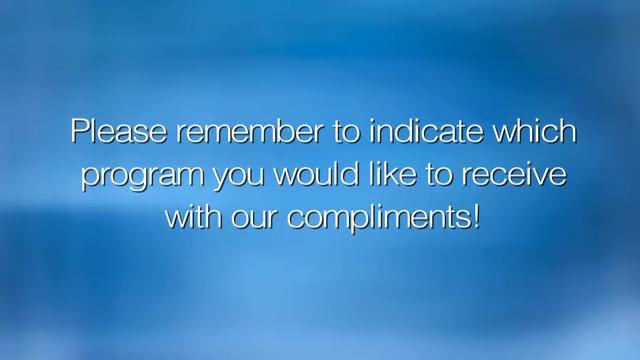 Please remember to indicate which
program you would like to receive
with our compliments!